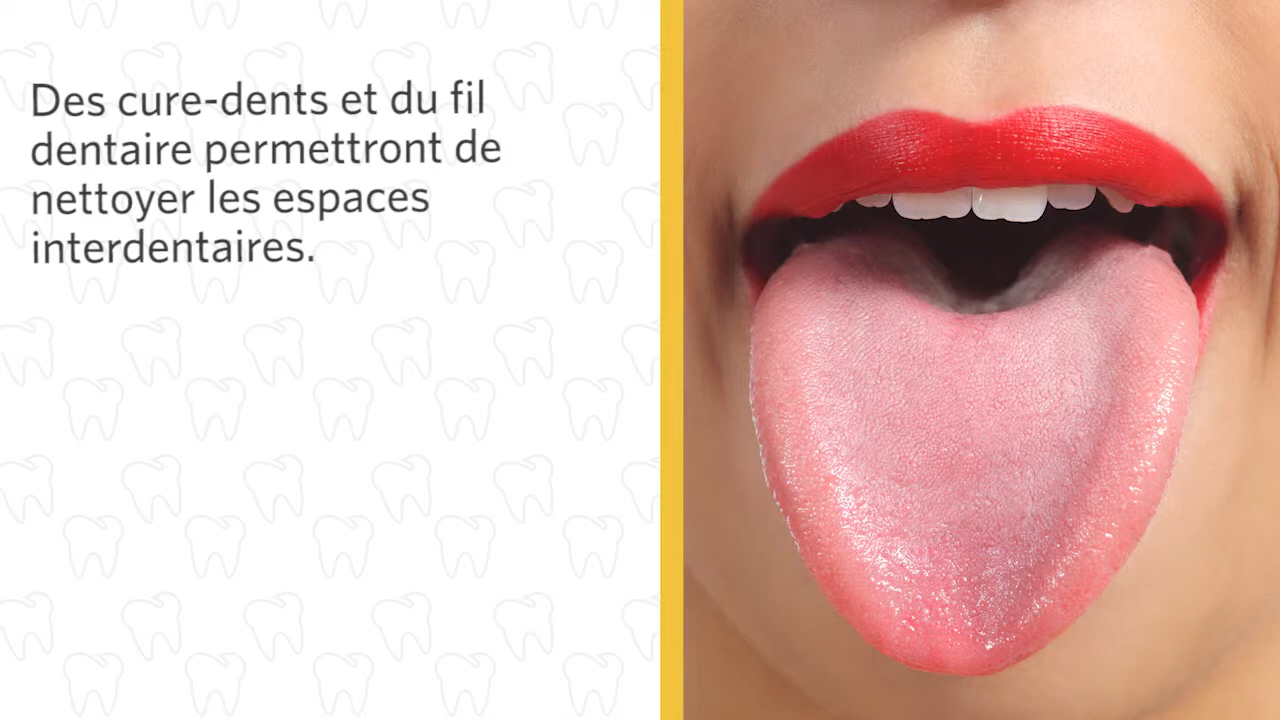 Des cure-dents et du fil
dentaire permettront de
nettoyer les espaces
interdentaires.